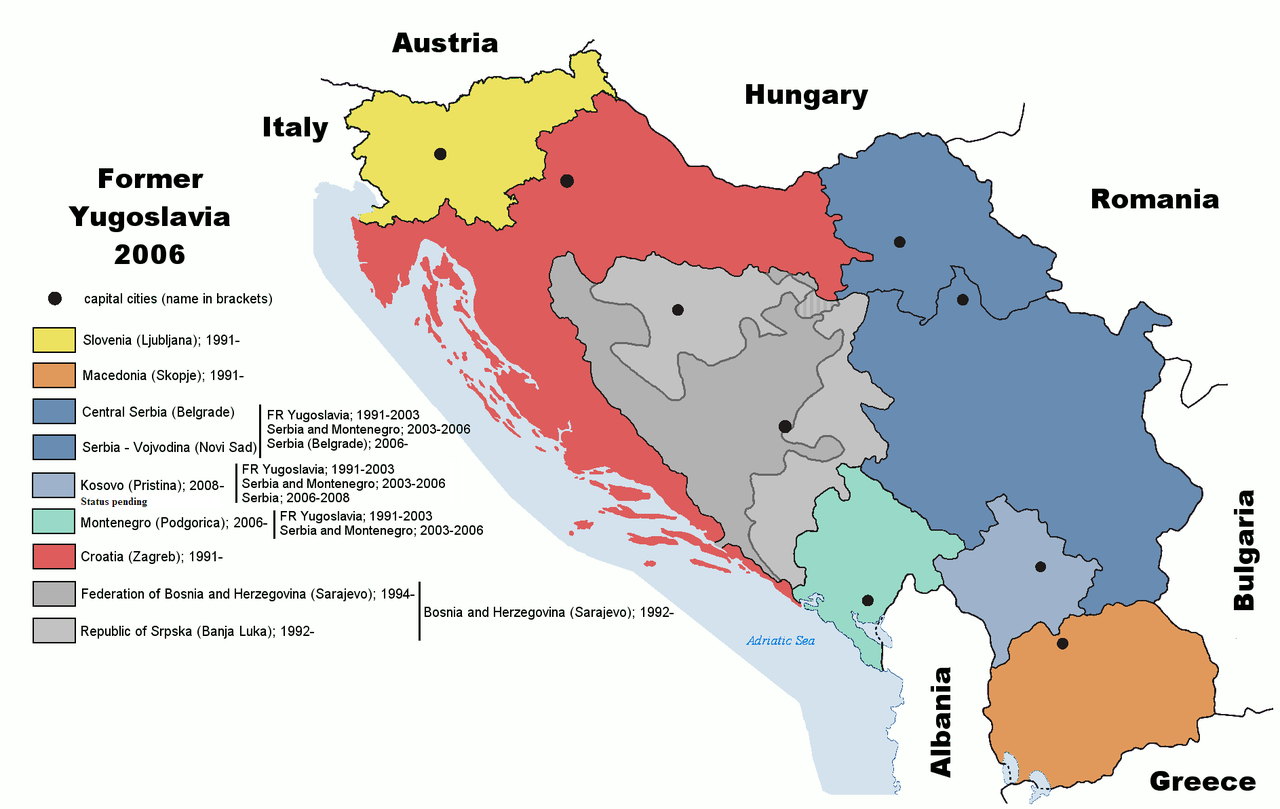 Austria
Hungary
Italy
Romania
Former
Yugoslavia
2006
capital cities (name in brackets)
Slovenia (Ljubljana); 1991-
Macedonia (Skopje); 1991-
Central Serbia (Belgrade)
Serbia - Vojvodina (Novi Sad)
FR Yugoslavia; 1991-2003
Serbia and Montenegro; 2003-2006
Serbia (Belgrade); 2006-
Kosovo (Pristina); 2008-
Status pending
FR Yugoslavia; 1991-2003
Serbia and Montenegro; 2003-2006
Serbia; 2006-2008
Montenegro (Podgorica); 2006-
FR Yugoslavia; 1991-2003
Serbia and Montenegro; 2003-2006
Croatia (Zagreb); 1991-
Federation of Bosnia and Herzegovina (Sarajevo); 1994-
Republic of Srpska (Banja Luka); 1992-
Bosnia and Herzegovina (Sarajevo); 1992-
Adriatic Sea
Bulgaria
Albania
Greece